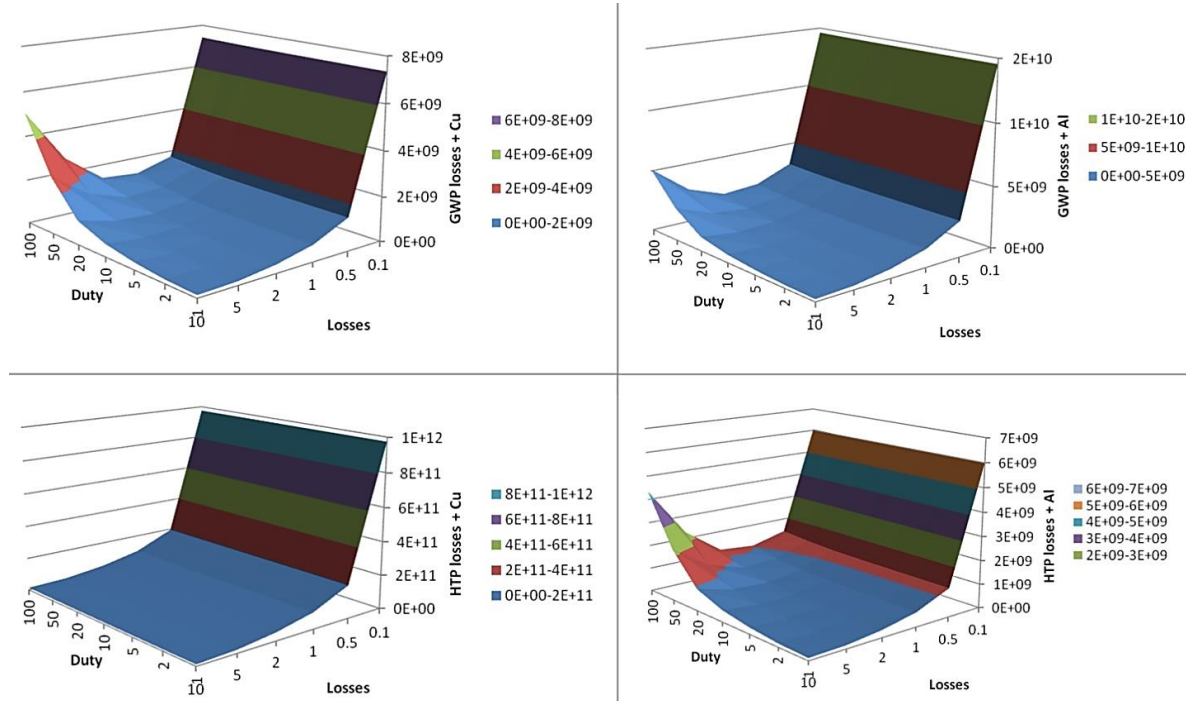 8E+09
6E+09
4E+09
2E+09
0E+00
GWP losses + Cu
6E+09-8E+09
4E+09-6E+09
2E+09-4E+09
0E+00-2E+09
100
50
20
10
5
2
1
Duty
10
5
2
1
0.5
0.1
Losses
2E+10
1E+10
5E+09
0E+00
GWP losses + Al
1E+10-2E+10
5E+09-1E+10
0E+00-5E+09
100
50
20
10
5
2
1
Duty
10
5
2
1
0.5
0.1
Losses
1E+12
8E+11
6E+11
4E+11
2E+11
0E+00
HTP losses + Cu
8E+11-1E+12
6E+11-8E+11
4E+11-6E+11
2E+11-4E+11
0E+00-2E+11
100
50
20
10
5
2
1
Duty
10
5
2
1
0.5
0.1
Losses
7E+09
6E+09
5E+09
4E+09
3E+09
2E+09
1E+09
0E+00
HTP losses + Al
6E+09-7E+09
5E+09-6E+09
4E+09-5E+09
3E+09-4E+09
2E+09-3E+09
100
50
20
10
5
2
1
Duty
10
5
2
1
0.5
0.1
Losses